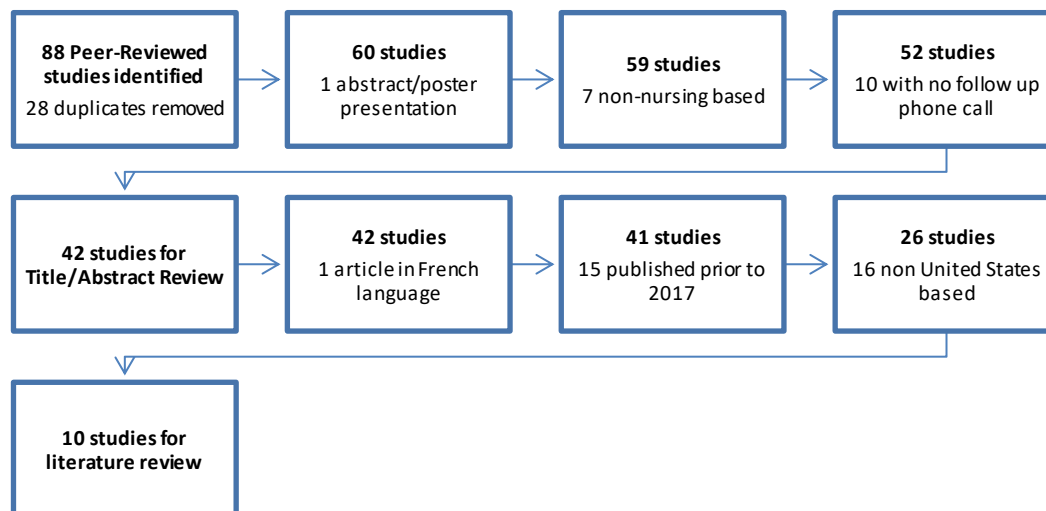 88 Peer-Reviewed
studies identified
28 duplicates removed
60 studies
1 abstract/poster
presentation
59 studies
7 non-nursing based
52 studies
10 with no follow up
phone call
42 studies for
Title/Abstract Review
42 studies
1 article in French
language
41 studies
15 published prior to
2017
26 studies
16 non United States
based
10 studies for
literature review